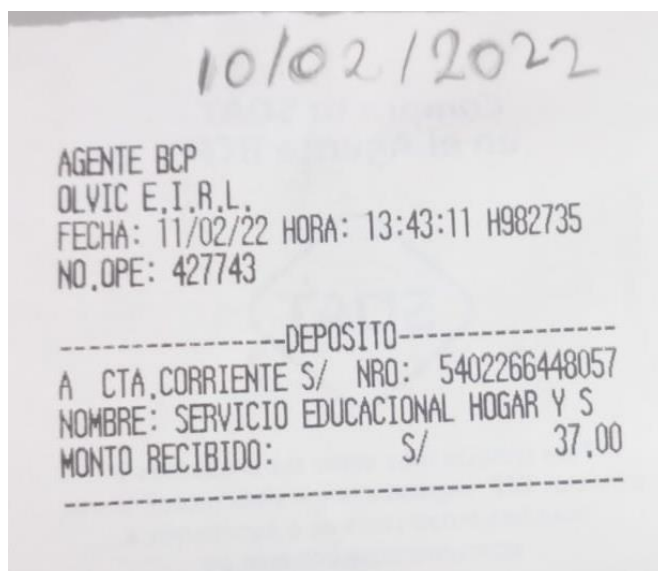 10/02/2022
AGENTE BCP
OLVIC E.I.R.L.
FECHA: 11/02/22 HORA: 13:43:11 H982735
NO.OPE: 427743
----------------DEPOSITO----------------
A CTA.CORRIENTE S/ NRO: 5402266448057
NOMBRE: SERVICIO EDUCACIONAL HOGAR Y S
MONTO RECIBIDO: S/ 37.00
----------------------------------------